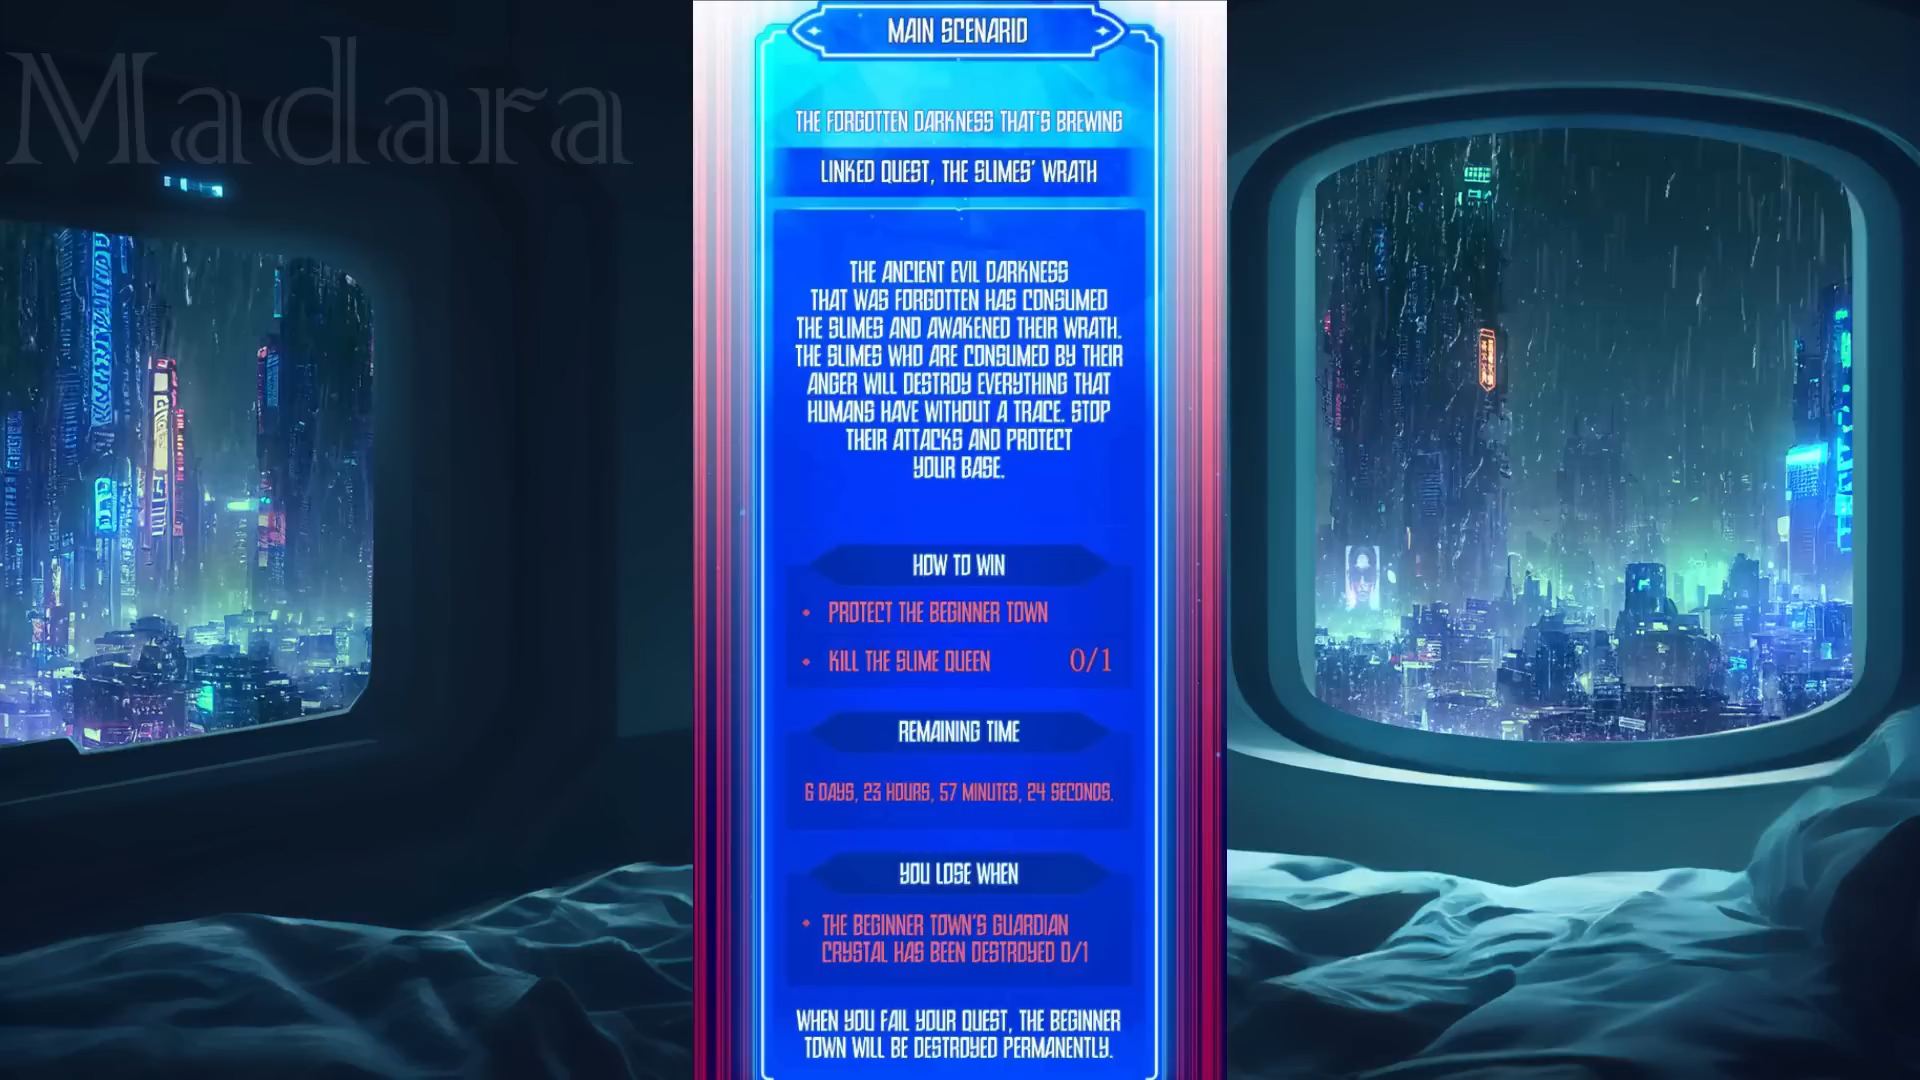 Madara
MAIN SCENARIO
THE FORGOTTEN DARKNESS THAT'S BREWING
LINKED QUEST, THE SLIMES' WRATH
THE ANCIENT EVIL DARKNESS
THAT WAS FORGOTTEN HAS CONSUMED
THE SLIMES AND AWAKENED THEIR WRATH.
THE SLIMES WHO ARE CONSUMED BY THEIR
ANGER WILL DESTROY EVERYTHING THAT
HUMANS HAVE WITHOUT A TRACE. STOP
THEIR ATTACKS AND PROTECT
YOUR BASE.
HOW TO WIN
• PROTECT THE BEGINNER TOWN
• KILL THE SLIME QUEEN 0/1
REMAINING TIME
6 DAYS, 23 HOURS, 57 MINUTES, 24 SECONDS.
YOU LOSE WHEN
• THE BEGINNER TOWN'S GUARDIAN
CRYSTAL HAS BEEN DESTROYED 0/1
WHEN YOU FAIL YOUR QUEST, THE BEGINNER
TOWN WILL BE DESTROYED PERMANENTLY.